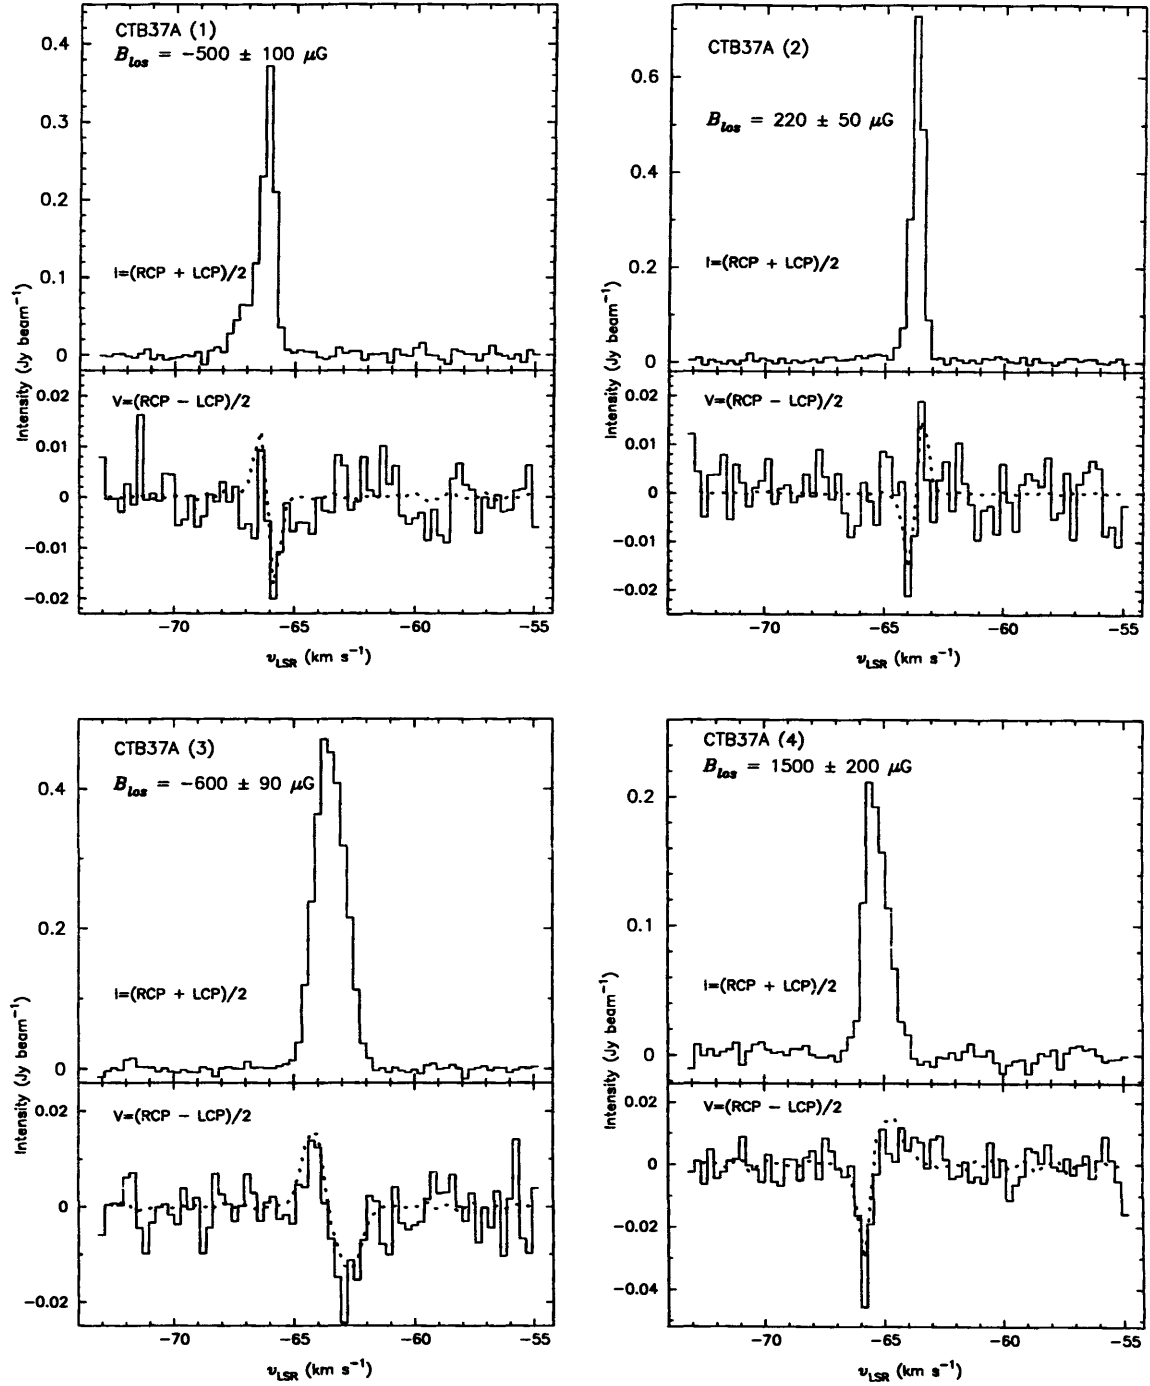 CTB37A (1)
B_los = −500 ± 100 μG
0.4
0.3
0.2
0.1
0
I=(RCP + LCP)/2
Intensity (Jy beam⁻¹)
V=(RCP − LCP)/2
0.02
0.01
0
−0.01
−0.02
−70 −65 −60 −55
υ_LSR (km s⁻¹)
CTB37A (2)
B_los = 220 ± 50 μG
0.6
0.4
0.2
0
I=(RCP + LCP)/2
Intensity (Jy beam⁻¹)
V=(RCP − LCP)/2
0.02
0.01
0
−0.01
−0.02
−70 −65 −60 −55
υ_LSR (km s⁻¹)
CTB37A (3)
B_los = −600 ± 90 μG
0.4
0.2
0
I=(RCP + LCP)/2
Intensity (Jy beam⁻¹)
V=(RCP − LCP)/2
0.02
0
−0.02
−70 −65 −60 −55
υ_LSR (km s⁻¹)
CTB37A (4)
B_los = 1500 ± 200 μG
0.2
0.1
0
I=(RCP + LCP)/2
Intensity (Jy beam⁻¹)
V=(RCP − LCP)/2
0.02
0
−0.02
−0.04
−70 −65 −60 −55
υ_LSR (km s⁻¹)